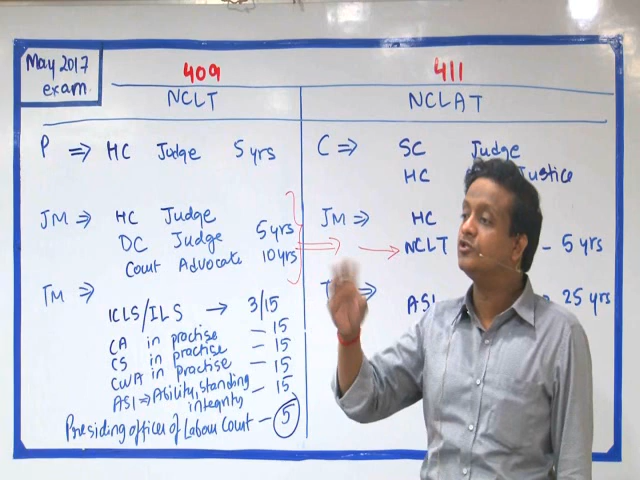 May 2017
exam
409
411
NCLT
NCLAT
P ⇒ HC Judge 5 yrs
C ⇒ SC Judge
HC Justice
JM ⇒ HC Judge
DC Judge 5 yrs
Court Advocate 10 yrs
JM ⇒ HC
NCLT – 5 yrs
TM ⇒
ICLS/ILS → 3/15
CA in practise – 15
CS in practise – 15
CWA in practise – 15
ASI ⇒ Ability, standing – 15
integrity
Presiding officer of Labour Court – 5
T ⇒ ASI 25 yrs